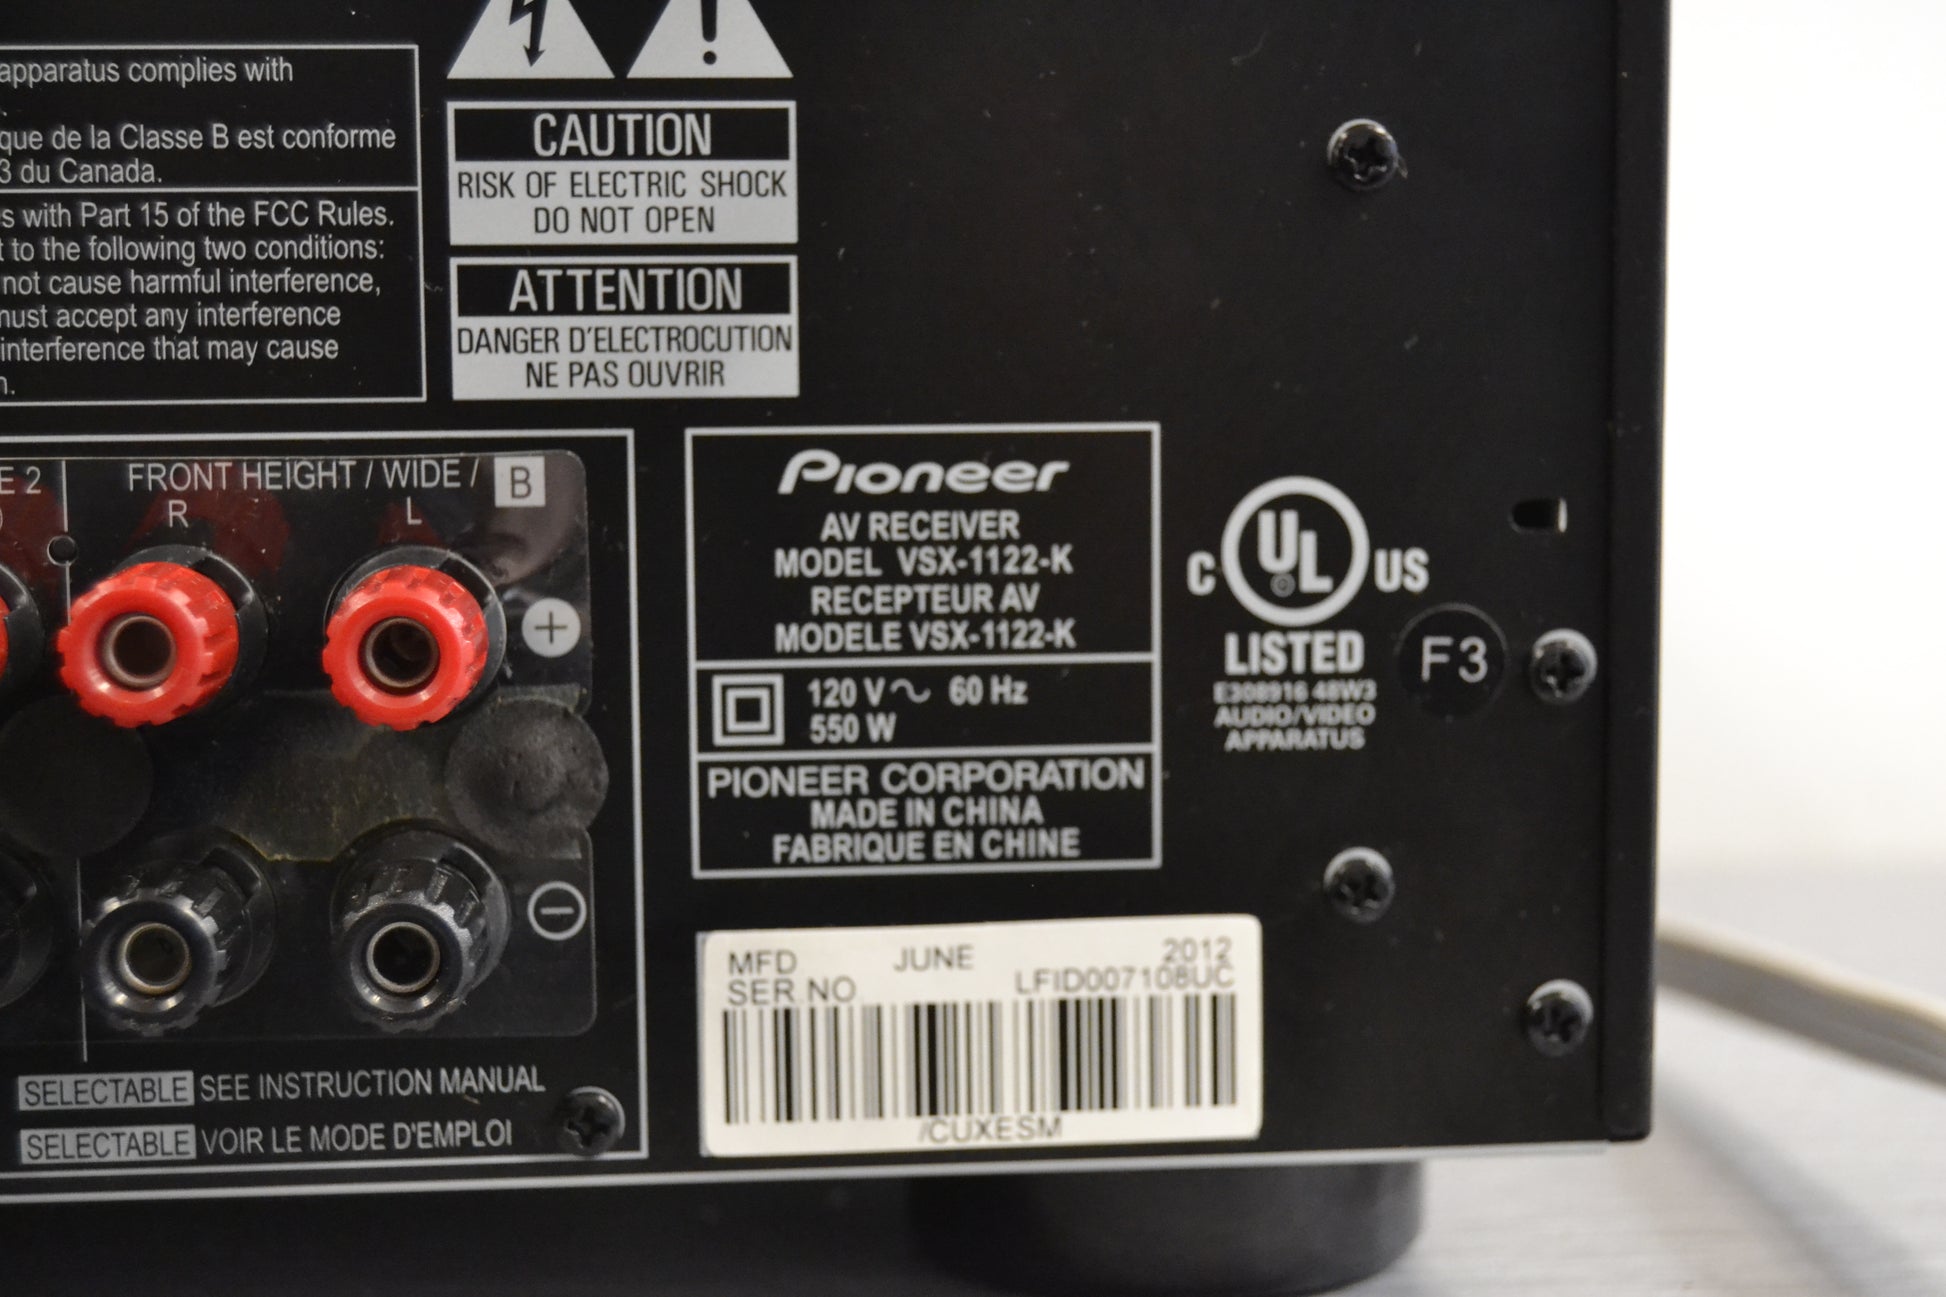 apparatus complies with
que de la Classe B est conforme
3 du Canada.
s with Part 15 of the FCC Rules.
t to the following two conditions:
not cause harmful interference,
must accept any interference
interference that may cause
n.
CAUTION
RISK OF ELECTRIC SHOCK
DO NOT OPEN
ATTENTION
DANGER D'ELECTROCUTION
NE PAS OUVRIR
E 2
FRONT HEIGHT / WIDE / B
R L
+
−
SELECTABLE SEE INSTRUCTION MANUAL
SELECTABLE VOIR LE MODE D'EMPLOI
Pioneer
AV RECEIVER
MODEL VSX-1122-K
RECEPTEUR AV
MODELE VSX-1122-K
120 V ~ 60 Hz
550 W
PIONEER CORPORATION
MADE IN CHINA
FABRIQUE EN CHINE
C UL US
LISTED
E308916 48W3
AUDIO/VIDEO
APPARATUS
F3
MFD JUNE 2012
SER.NO LFID007108UC
/CUXESM